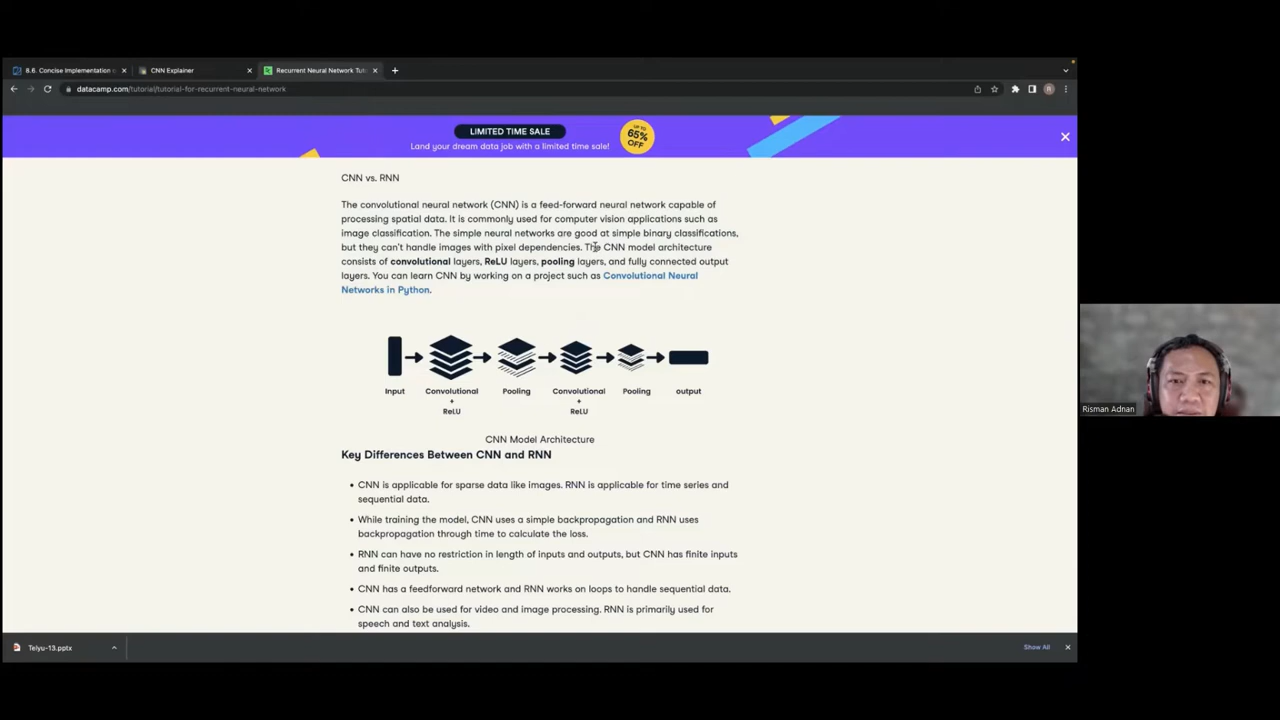 8.6. Concise Implementation
CNN Explainer
Recurrent Neural Network Tuto
datacamp.com/tutorial/tutorial-for-recurrent-neural-network
R
LIMITED TIME SALE
Land your dream data job with a limited time sale!
UP TO
65%
OFF
CNN vs. RNN
The convolutional neural network (CNN) is a feed-forward neural network capable of
processing spatial data. It is commonly used for computer vision applications such as
image classification. The simple neural networks are good at simple binary classifications,
but they can't handle images with pixel dependencies. The CNN model architecture
consists of convolutional layers, ReLU layers, pooling layers, and fully connected output
layers. You can learn CNN by working on a project such as Convolutional Neural
Networks in Python.
Input Convolutional Pooling Convolutional Pooling output
+ +
ReLU ReLU
CNN Model Architecture
Key Differences Between CNN and RNN
• CNN is applicable for sparse data like images. RNN is applicable for time series and
sequential data.
• While training the model, CNN uses a simple backpropagation and RNN uses
backpropagation through time to calculate the loss.
• RNN can have no restriction in length of inputs and outputs, but CNN has finite inputs
and finite outputs.
• CNN has a feedforward network and RNN works on loops to handle sequential data.
• CNN can also be used for video and image processing. RNN is primarily used for
speech and text analysis.
Risman Adnan
Telyu-13.pptx
Show All